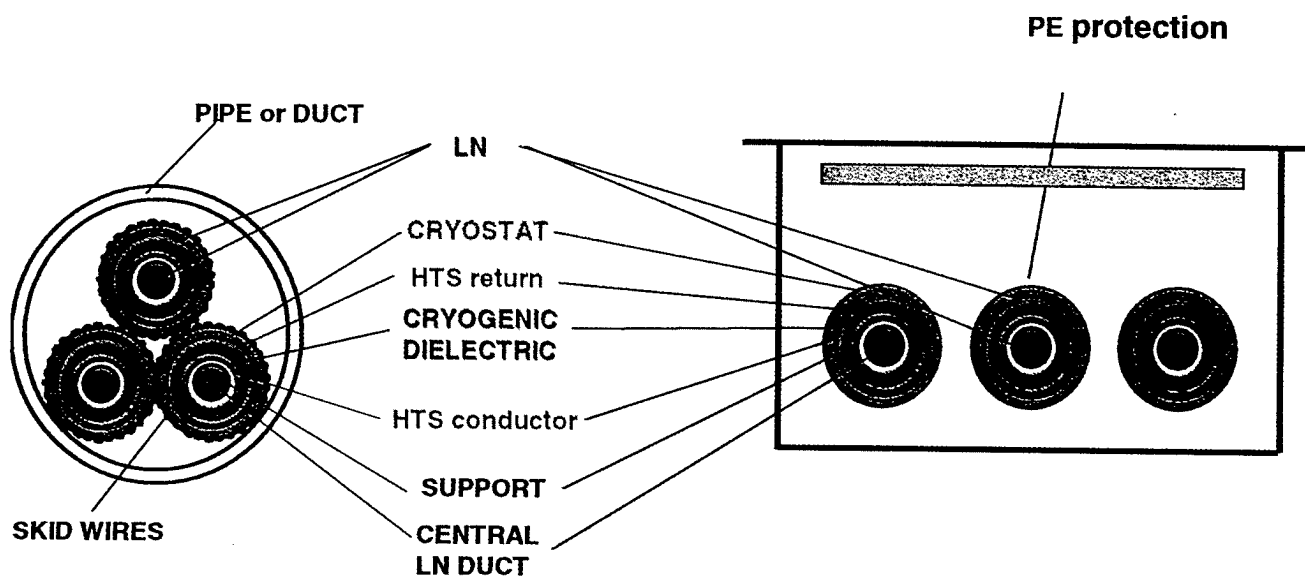 PE protection
PIPE or DUCT
LN
CRYOSTAT
HTS return
CRYOGENIC
DIELECTRIC
HTS conductor
SUPPORT
SKID WIRES
CENTRAL
LN DUCT